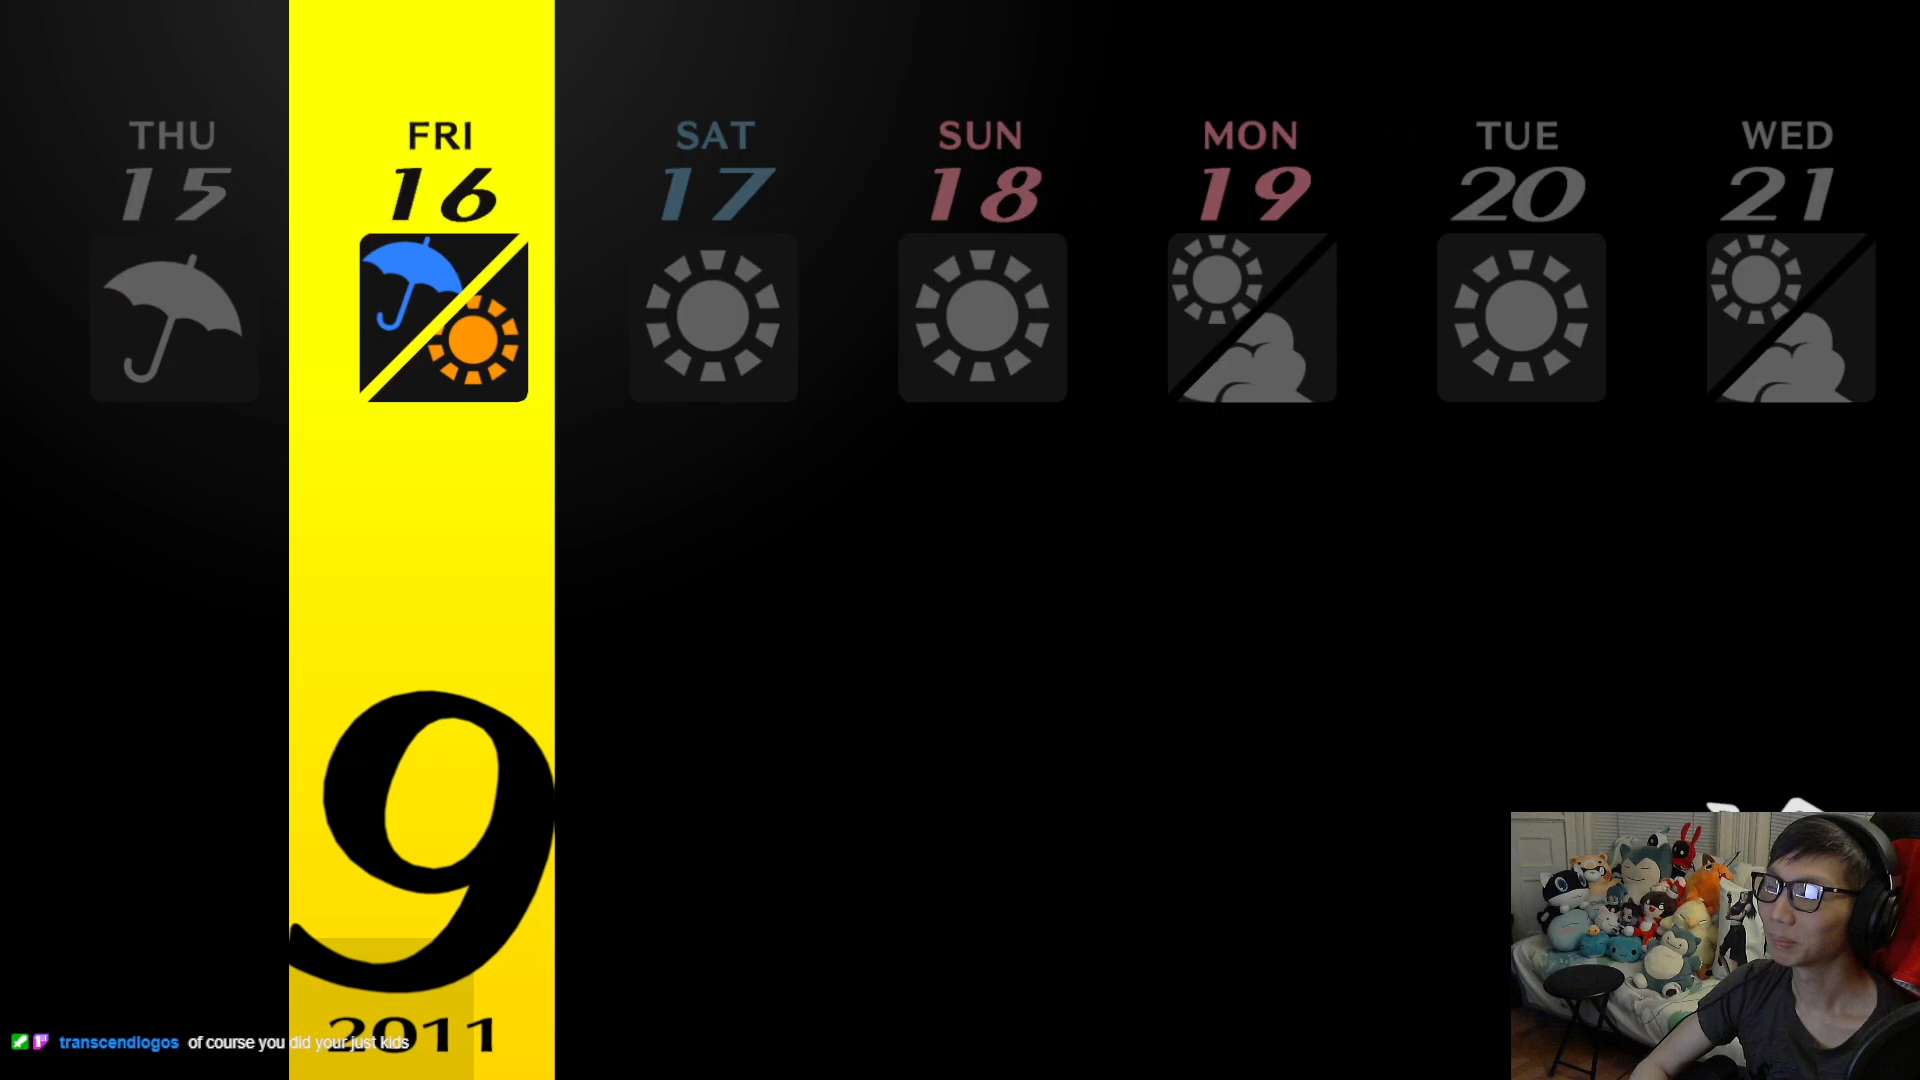 THU
15
FRI
16
SAT
17
SUN
18
MON
19
TUE
20
WED
21
9
2011
transcendlogos of course you did your just kids